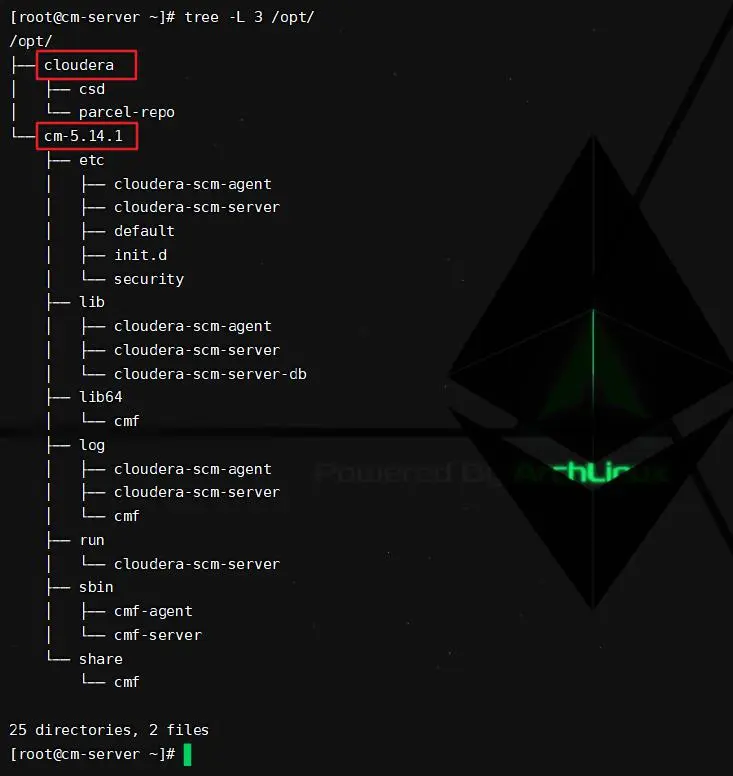 [root@cm-server ~]# tree -L 3 /opt/
/opt/
├── cloudera
│   ├── csd
│   └── parcel-repo
└── cm-5.14.1
    ├── etc
    │   ├── cloudera-scm-agent
    │   ├── cloudera-scm-server
    │   ├── default
    │   ├── init.d
    │   └── security
    ├── lib
    │   ├── cloudera-scm-agent
    │   ├── cloudera-scm-server
    │   └── cloudera-scm-server-db
    ├── lib64
    │   └── cmf
    ├── log
    │   ├── cloudera-scm-agent
    │   ├── cloudera-scm-server
    │   └── cmf
    ├── run
    │   └── cloudera-scm-server
    ├── sbin
    │   ├── cmf-agent
    │   └── cmf-server
    └── share
        └── cmf
Powered By ArchLinux
25 directories, 2 files
[root@cm-server ~]#